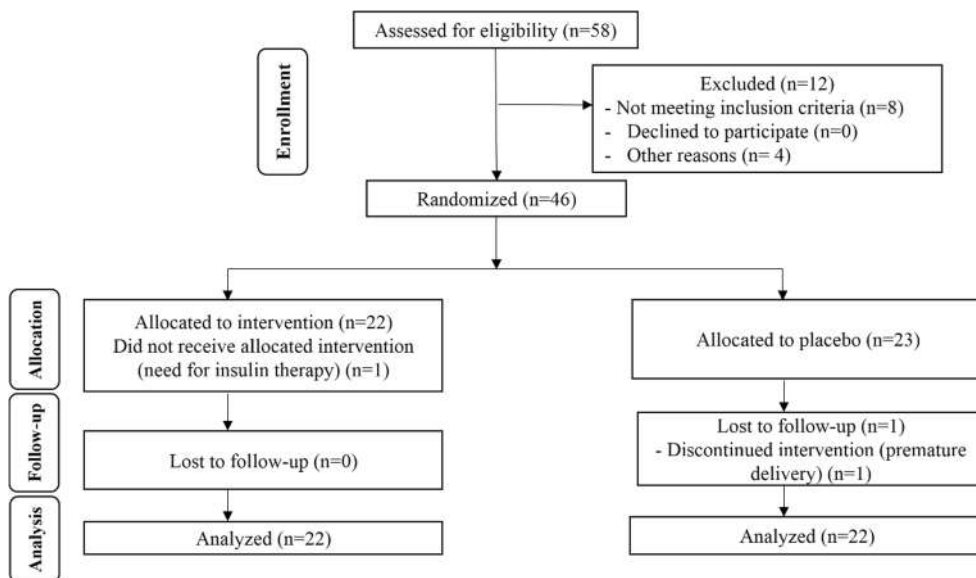 Assessed for eligibility (n=58)
Enrollment
Excluded (n=12)
- Not meeting inclusion criteria (n=8)
- Declined to participate (n=0)
- Other reasons (n= 4)
Randomized (n=46)
Allocation
Allocated to intervention (n=22)
Did not receive allocated intervention
(need for insulin therapy) (n=1)
Allocated to placebo (n=23)
Follow-up
Lost to follow-up (n=0)
Lost to follow-up (n=1)
- Discontinued intervention (premature
delivery) (n=1)
Analysis
Analyzed (n=22)
Analyzed (n=22)